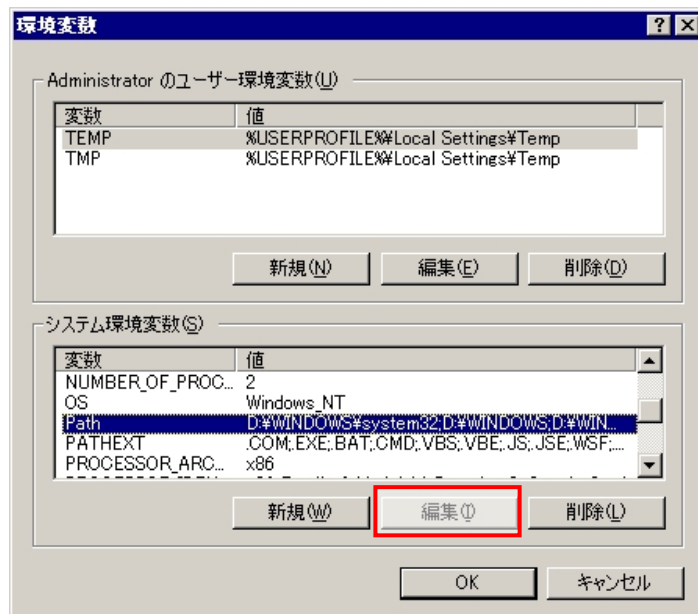 環境変数
Administrator のユーザー環境変数(U)
変数 値
TEMP %USERPROFILE%¥Local Settings¥Temp
TMP %USERPROFILE%¥Local Settings¥Temp
新規(N) 編集(E) 削除(D)
システム環境変数(S)
変数 値
NUMBER_OF_PROC... 2
OS Windows_NT
Path D:¥WINDOWS¥system32;D:¥WINDOWS;D:¥WIN...
PATHEXT .COM;.EXE;.BAT;.CMD;.VBS;.VBE;.JS;.JSE;.WSF;....
PROCESSOR_ARC... x86
新規(W) 編集(I) 削除(L)
OK キャンセル